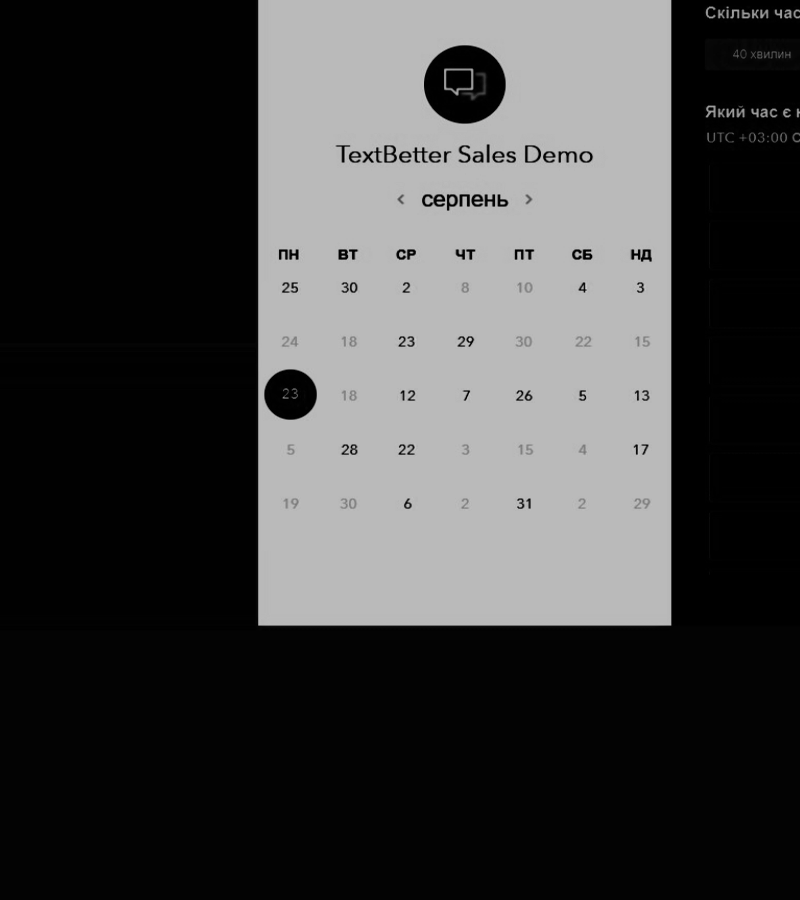 TextBetter Sales Demo
серпень
ПН ВТ СР ЧТ ПТ СБ НД
25 30 2 8 10 4 3
24 18 23 29 30 22 15
23 18 12 7 26 5 13
5 28 22 3 15 4 17
19 30 6 2 31 2 29
Скільки час
40 хвилин
Який час є
UTC +03:00